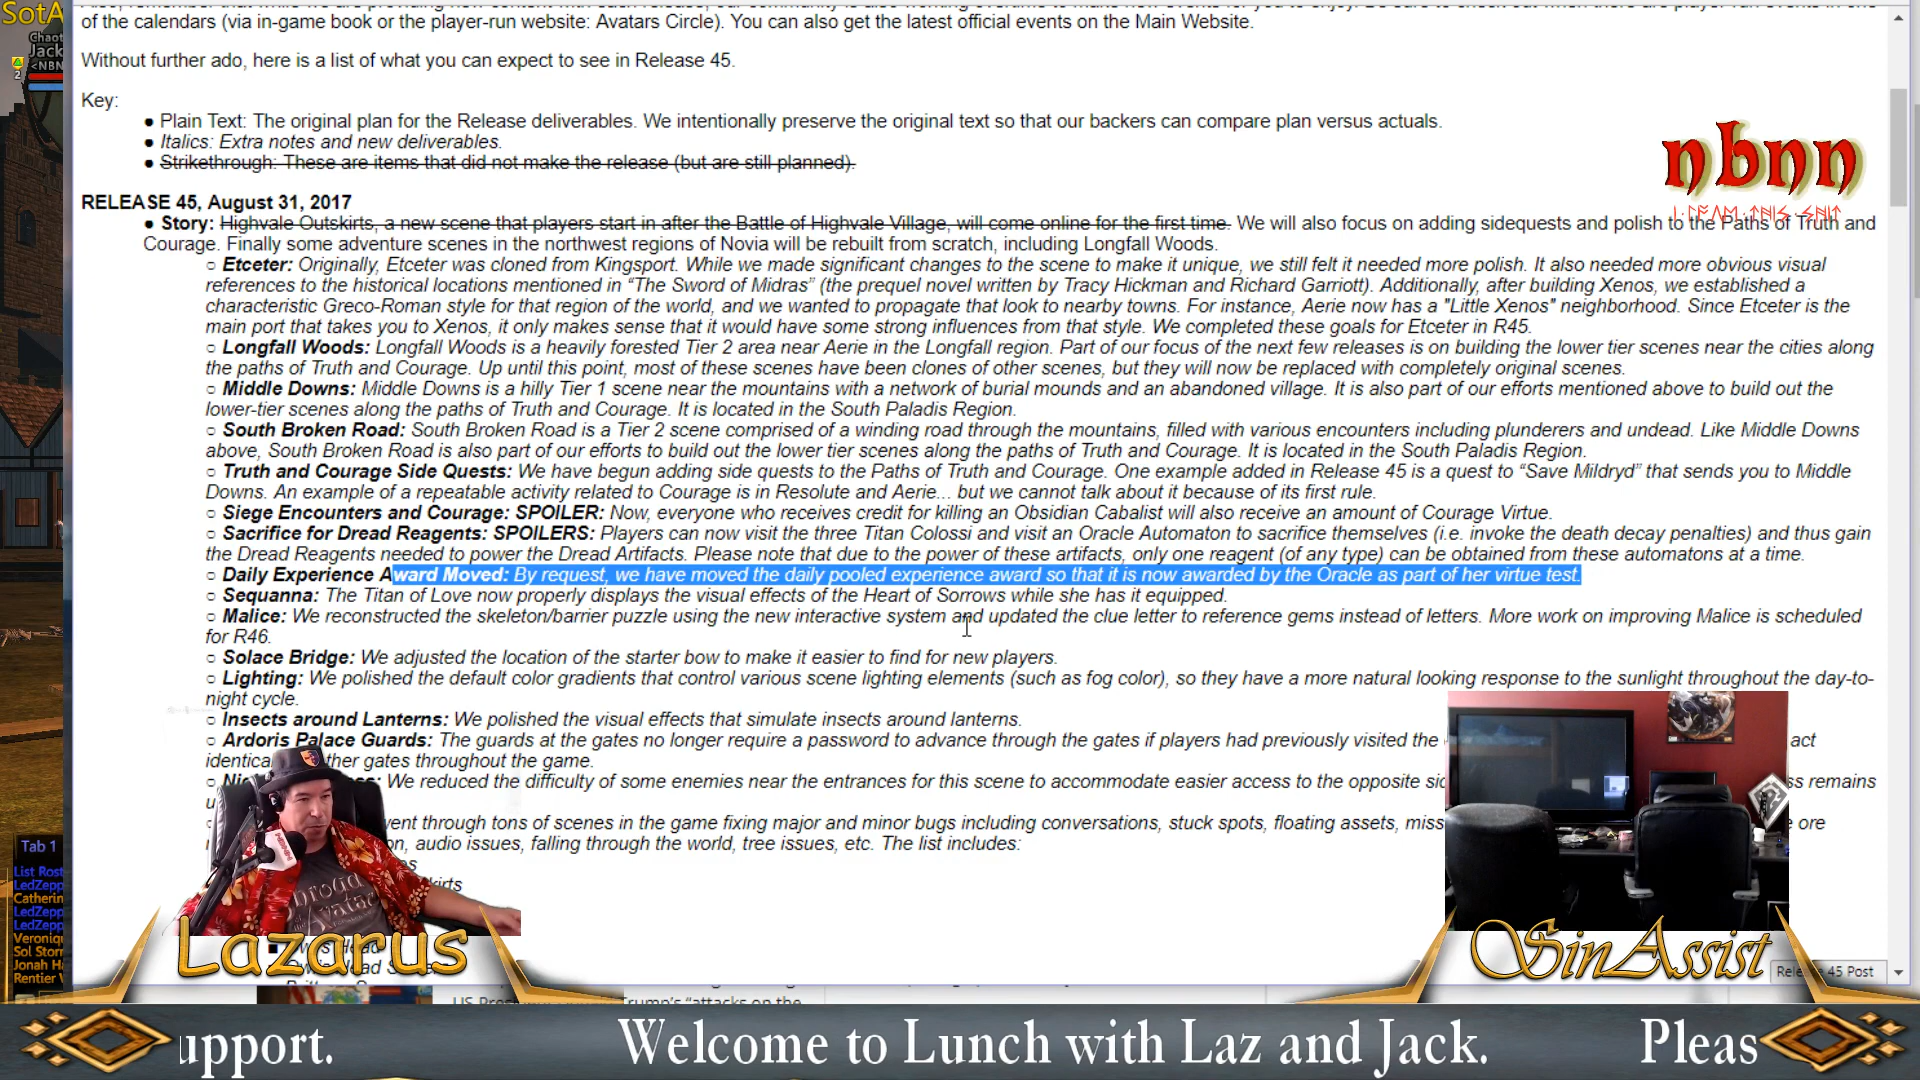 SotA
Chaot
Jack
<NBN
2
of the calendars (via in-game book or the player-run website: Avatars Circle). You can also get the latest official events on the Main Website.
Without further ado, here is a list of what you can expect to see in Release 45.
Key:
● Plain Text: The original plan for the Release deliverables. We intentionally preserve the original text so that our backers can compare plan versus actuals.
● Italics: Extra notes and new deliverables.
● Strikethrough: These are items that did not make the release (but are still planned).
nbnn
RELEASE 45, August 31, 2017
● Story: Highvale Outskirts, a new scene that players start in after the Battle of Highvale Village, will come online for the first time. We will also focus on adding sidequests and polish to the Paths of Truth and
Courage. Finally some adventure scenes in the northwest regions of Novia will be rebuilt from scratch, including Longfall Woods.
○ Etceter: Originally, Etceter was cloned from Kingsport. While we made significant changes to the scene to make it unique, we still felt it needed more polish. It also needed more obvious visual
references to the historical locations mentioned in “The Sword of Midras” (the prequel novel written by Tracy Hickman and Richard Garriott). Additionally, after building Xenos, we established a
characteristic Greco-Roman style for that region of the world, and we wanted to propagate that look to nearby towns. For instance, Aerie now has a "Little Xenos" neighborhood. Since Etceter is the
main port that takes you to Xenos, it only makes sense that it would have some strong influences from that style. We completed these goals for Etceter in R45.
○ Longfall Woods: Longfall Woods is a heavily forested Tier 2 area near Aerie in the Longfall region. Part of our focus of the next few releases is on building the lower tier scenes near the cities along
the paths of Truth and Courage. Up until this point, most of these scenes have been clones of other scenes, but they will now be replaced with completely original scenes.
○ Middle Downs: Middle Downs is a hilly Tier 1 scene near the mountains with a network of burial mounds and an abandoned village. It is also part of our efforts mentioned above to build out the
lower-tier scenes along the paths of Truth and Courage. It is located in the South Paladis Region.
○ South Broken Road: South Broken Road is a Tier 2 scene comprised of a winding road through the mountains, filled with various encounters including plunderers and undead. Like Middle Downs
above, South Broken Road is also part of our efforts to build out the lower tier scenes along the paths of Truth and Courage. It is located in the South Paladis Region.
○ Truth and Courage Side Quests: We have begun adding side quests to the Paths of Truth and Courage. One example added in Release 45 is a quest to “Save Mildryd” that sends you to Middle
Downs. An example of a repeatable activity related to Courage is in Resolute and Aerie... but we cannot talk about it because of its first rule.
○ Siege Encounters and Courage: SPOILER: Now, everyone who receives credit for killing an Obsidian Cabalist will also receive an amount of Courage Virtue.
○ Sacrifice for Dread Reagents: SPOILERS: Players can now visit the three Titan Colossi and visit an Oracle Automaton to sacrifice themselves (i.e. invoke the death decay penalties) and thus gain
the Dread Reagents needed to power the Dread Artifacts. Please note that due to the power of these artifacts, only one reagent (of any type) can be obtained from these automatons at a time.
○ Daily Experience Award Moved: By request, we have moved the daily pooled experience award so that it is now awarded by the Oracle as part of her virtue test.
○ Sequanna: The Titan of Love now properly displays the visual effects of the Heart of Sorrows while she has it equipped.
○ Malice: We reconstructed the skeleton/barrier puzzle using the new interactive system and updated the clue letter to reference gems instead of letters. More work on improving Malice is scheduled
for R46.
○ Solace Bridge: We adjusted the location of the starter bow to make it easier to find for new players.
○ Lighting: We polished the default color gradients that control various scene lighting elements (such as fog color), so they have a more natural looking response to the sunlight throughout the day-to-
night cycle.
○ Insects around Lanterns: We polished the visual effects that simulate insects around lanterns.
○ Ardoris Palace Guards: The guards at the gates no longer require a password to advance through the gates if players had previously visited the act
identica ther gates throughout the game.
We reduced the difficulty of some enemies near the entrances for this scene to accommodate easier access to the opposite si ss remains
went through tons of scenes in the game fixing major and minor bugs including conversations, stuck spots, floating assets, miss ore
on, audio issues, falling through the world, tree issues, etc. The list includes:
kirts
Tab 1
List Rost
LedZepp
Catherin
LedZepp
LedZepp
Veroniqu
Sol Storm
Jonah H
Rentier
Shroud
Avatar
Lazarus
SinAssist
Release 45 Post
Trump's "attacks on the
upport. Welcome to Lunch with Laz and Jack. Pleas